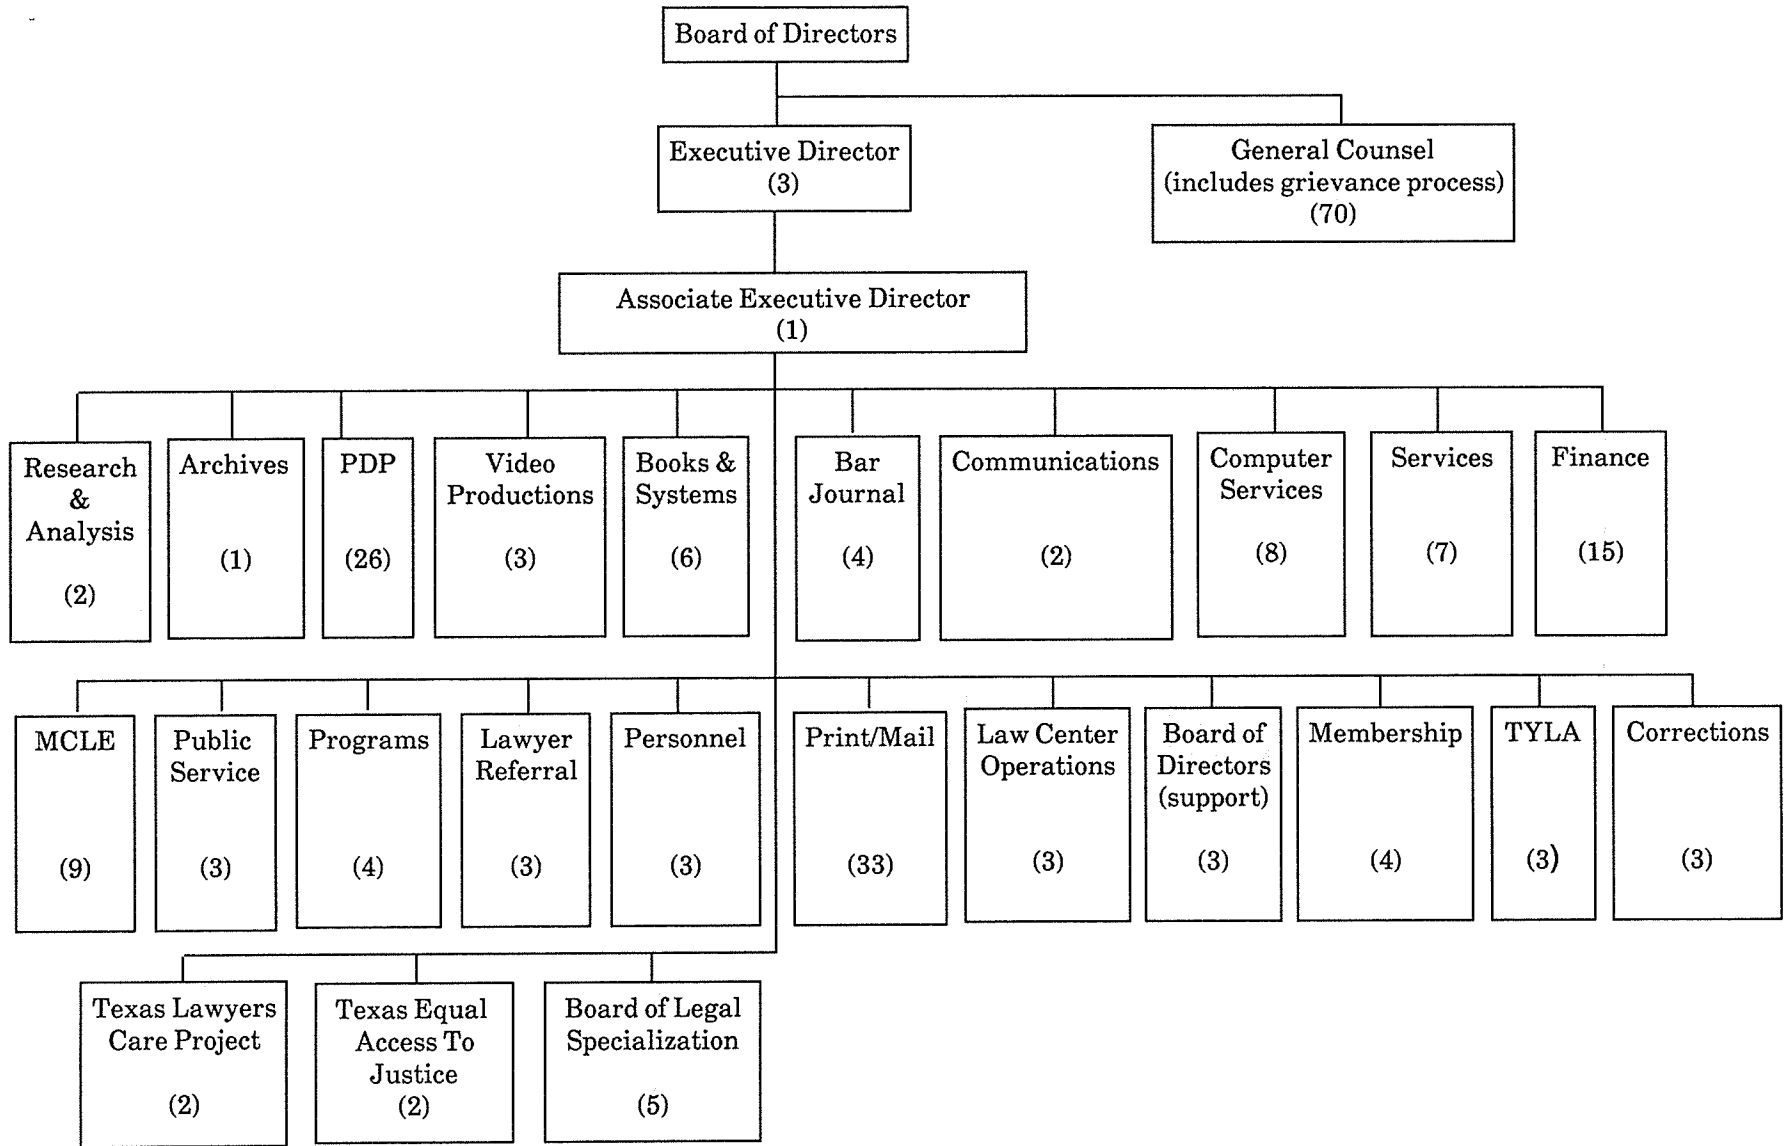 Board of Directors
Executive Director
(3)
General Counsel
(includes grievance process)
(70)
Associate Executive Director
(1)
Research
&
Analysis
(2)
Archives
(1)
PDP
(26)
Video
Productions
(3)
Books &
Systems
(6)
Bar
Journal
(4)
Communications
(2)
Computer
Services
(8)
Services
(7)
Finance
(15)
MCLE
(9)
Public
Service
(3)
Programs
(4)
Lawyer
Referral
(3)
Personnel
(3)
Print/Mail
(33)
Law Center
Operations
(3)
Board of
Directors
(support)
(3)
Membership
(4)
TYLA
(3)
Corrections
(3)
Texas Lawyers
Care Project
(2)
Texas Equal
Access To
Justice
(2)
Board of Legal
Specialization
(5)